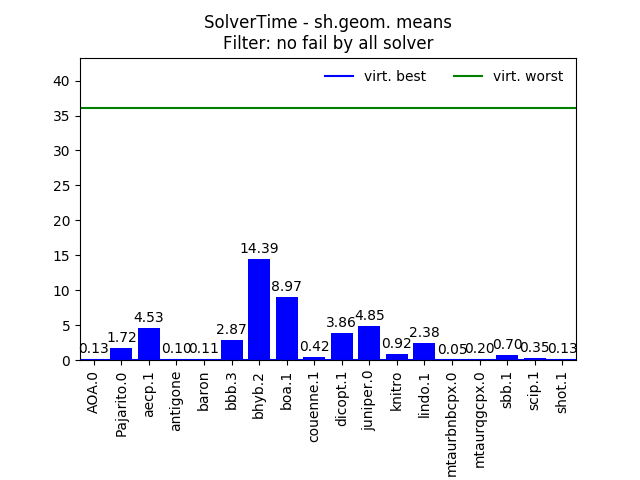 SolverTime - sh.geom. means
Filter: no fail by all solver
virt. best
virt. worst
40
35
30
25
20
15
10
5
0
0.13
1.72
4.53
0.10
0.11
2.87
14.39
8.97
0.42
3.86
4.85
0.92
2.38
0.05
0.20
0.70
0.35
0.13
AOA.0
Pajarito.0
aecp.1
antigone
baron
bbb.3
bhyb.2
boa.1
couenne.1
dicopt.1
juniper.0
knitro
lindo.1
mtaurbnbcpx.0
mtaurqgcpx.0
sbb.1
scip.1
shot.1